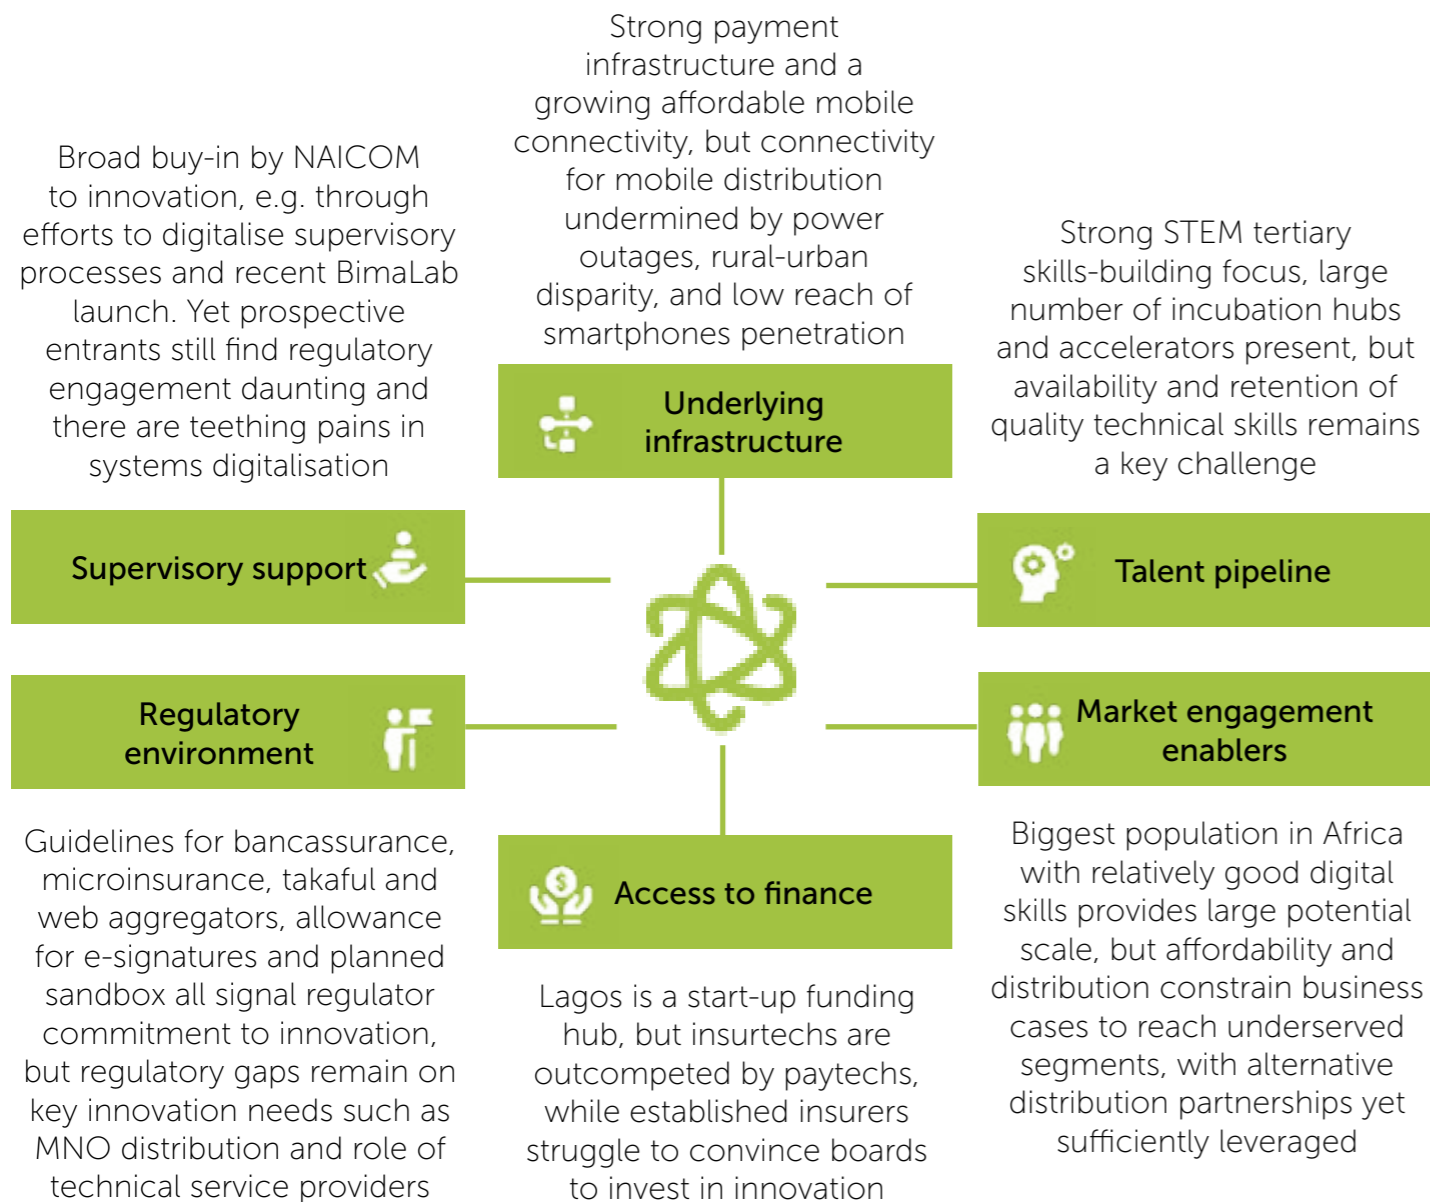 Broad buy-in by NAICOM
to innovation, e.g. through
efforts to digitalise supervisory
processes and recent BimaLab
launch. Yet prospective
entrants still find regulatory
engagement daunting and
there are teething pains in
systems digitalisation
Supervisory support
Strong payment
infrastructure and a
growing affordable mobile
connectivity, but connectivity
for mobile distribution
undermined by power
outages, rural-urban
disparity, and low reach of
smartphones penetration
Underlying
infrastructure
Strong STEM tertiary
skills-building focus, large
number of incubation hubs
and accelerators present, but
availability and retention of
quality technical skills remains
a key challenge
Talent pipeline
Regulatory
environment
Guidelines for bancassurance,
microinsurance, takaful and
web aggregators, allowance
for e-signatures and planned
sandbox all signal regulator
commitment to innovation,
but regulatory gaps remain on
key innovation needs such as
MNO distribution and role of
technical service providers
$
Access to finance
Lagos is a start-up funding
hub, but insurtechs are
outcompeted by paytechs,
while established insurers
struggle to convince boards
to invest in innovation
Market engagement
enablers
Biggest population in Africa
with relatively good digital
skills provides large potential
scale, but affordability and
distribution constrain business
cases to reach underserved
segments, with alternative
distribution partnerships yet
sufficiently leveraged